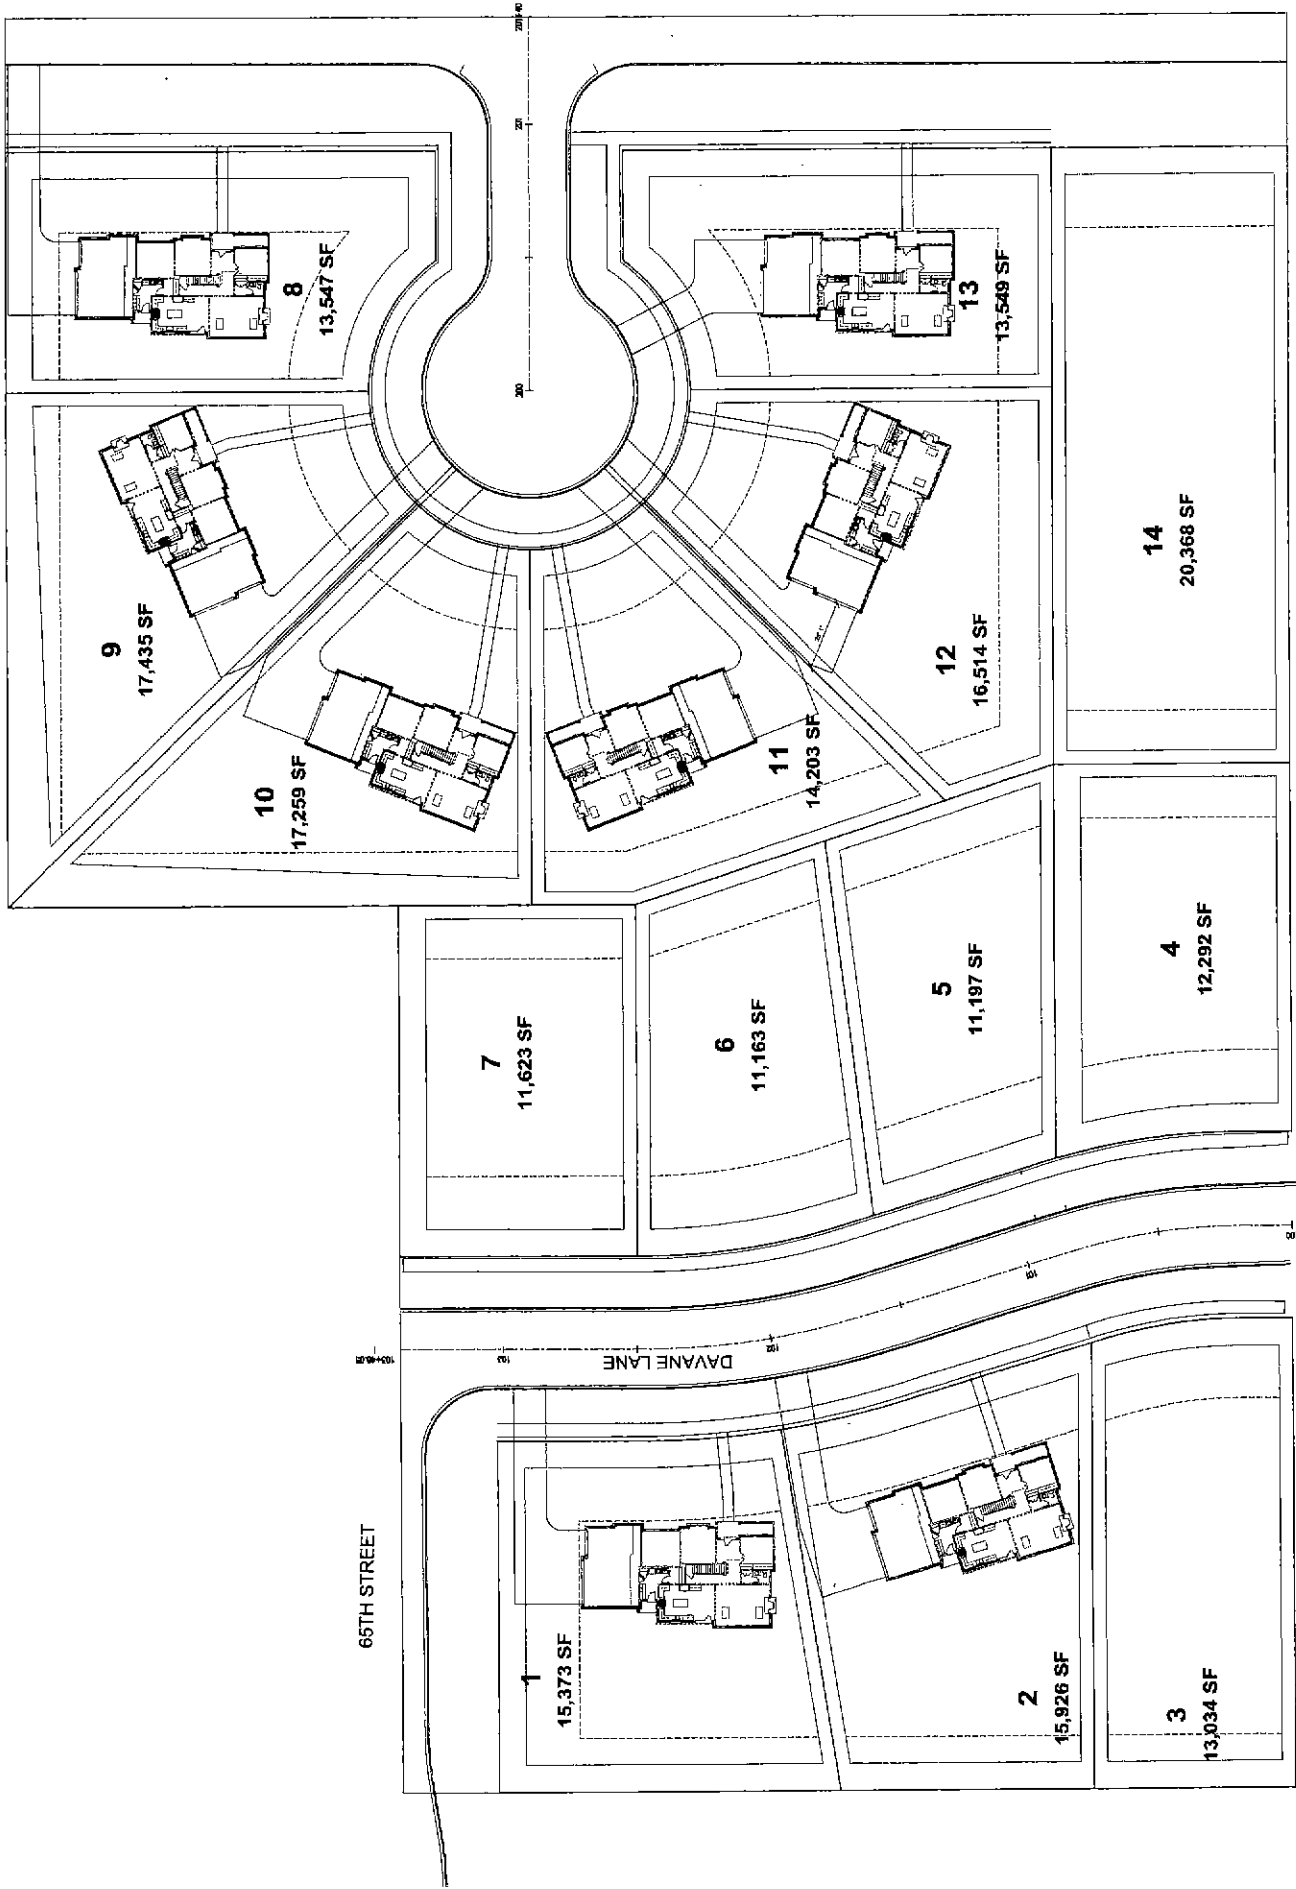 8
13,547 SF
13
13,549 SF
9
17,435 SF
14
20,368 SF
12
16,514 SF
10
17,259 SF
11
14,203 SF
7
11,623 SF
6
11,163 SF
5
11,197 SF
4
12,292 SF
103
102
101
DAVANE LANE
65TH STREET
1
15,373 SF
2
15,926 SF
3
13,034 SF